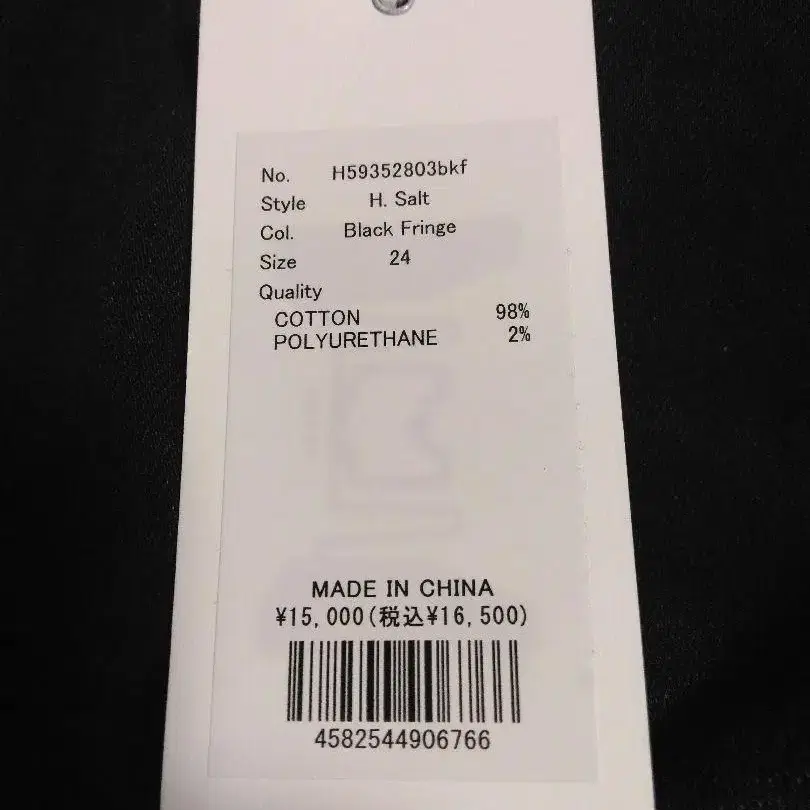 No. H59352803bkf
Style H. Salt
Col. Black Fringe
Size 24
Quality
COTTON 98%
POLYURETHANE 2%
MADE IN CHINA
¥15,000(税込¥16,500)
4582544906766